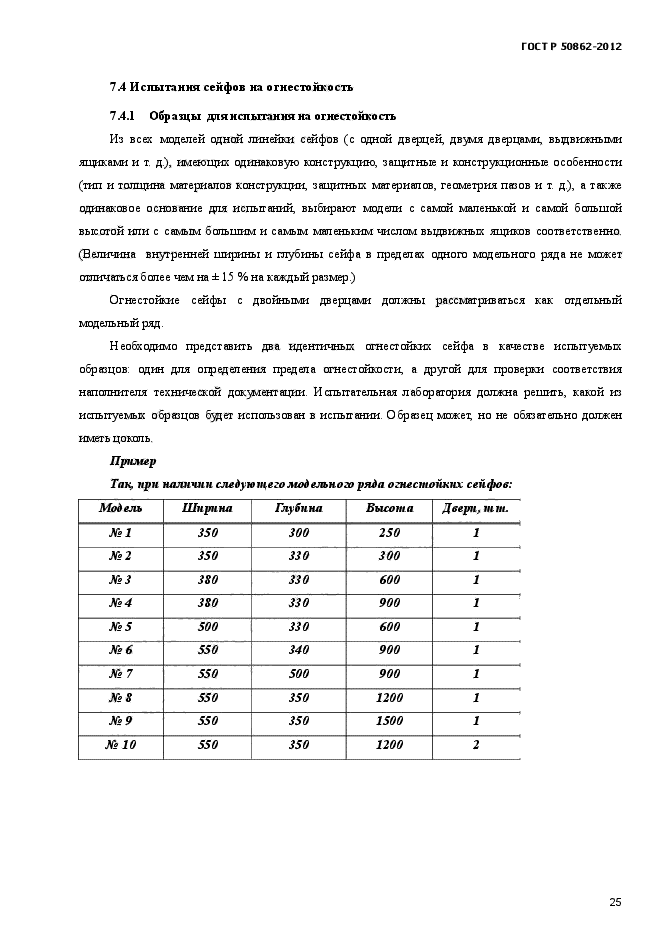 ГОСТ Р 50862-2012
7.4 Испытания сейфов на огнестойкость
7.4.1 Образцы для испытания на огнестойкость
Из всех моделей одной линейки сейфов (с одной дверцей, двумя дверцами, выдвижными
ящиками и т. д.), имеющих одинаковую конструкцию, защитные и конструкционные особенности
(тип и толщина материалов конструкции, защитных материалов, геометрия пазов и т. д.), а также
одинаковое основание для испытаний, выбирают модели с самой маленькой и самой большой
высотой или с самым большим и самым маленьким числом выдвижных ящиков соответственно.
(Величина внутренней ширины и глубины сейфа в пределах одного модельного ряда не может
отличаться более чем на ± 15 % на каждый размер.)
Огнестойкие сейфы с двойными дверцами должны рассматриваться как отдельный
модельный ряд.
Необходимо представить два идентичных огнестойких сейфа в качестве испытуемых
образцов: один для определения предела огнестойкости, а другой для проверки соответствия
наполнителя технической документации. Испытательная лаборатория должна решить, какой из
испытуемых образцов будет использован в испытании. Образец может, но не обязательно должен
иметь цоколь.
Пример
Так, при наличии следующего модельного ряда огнестойких сейфов:
Модель Ширина Глубина Высота Двери, шт.
№ 1 350 300 250 1
№ 2 350 330 300 1
№ 3 380 330 600 1
№ 4 380 330 900 1
№ 5 500 330 600 1
№ 6 550 340 900 1
№ 7 550 500 900 1
№ 8 550 350 1200 1
№ 9 550 350 1500 1
№ 10 550 350 1200 2
25